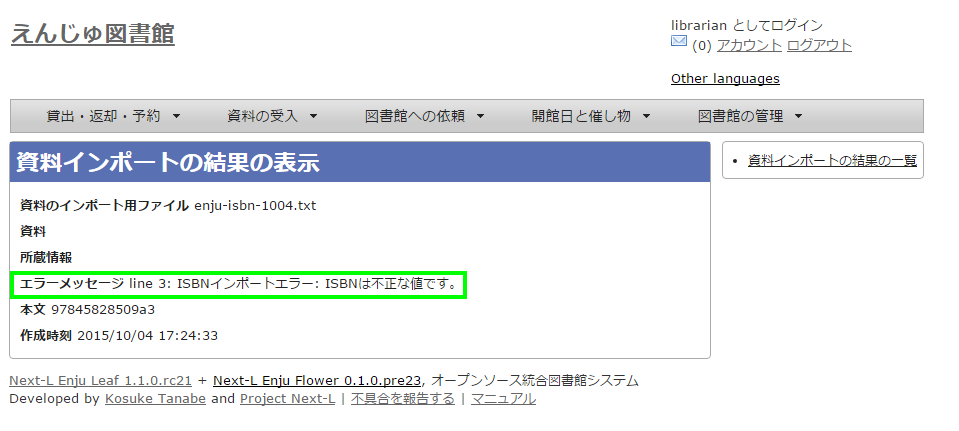 えんじゅ図書館
librarian としてログイン
(0) アカウント ログアウト
Other languages
貸出・返却・予約 資料の受入 図書館への依頼 開館日と催し物 図書館の管理
資料インポートの結果の表示
資料のインポート用ファイル enju-isbn-1004.txt
資料
所蔵情報
エラーメッセージ line 3: ISBNインポートエラー: ISBNは不正な値です。
本文 97845828509a3
作成時刻 2015/10/04 17:24:33
資料インポートの結果の一覧
Next-L Enju Leaf 1.1.0.rc21 + Next-L Enju Flower 0.1.0.pre23, オープンソース統合図書館システム
Developed by Kosuke Tanabe and Project Next-L | 不具合を報告する | マニュアル